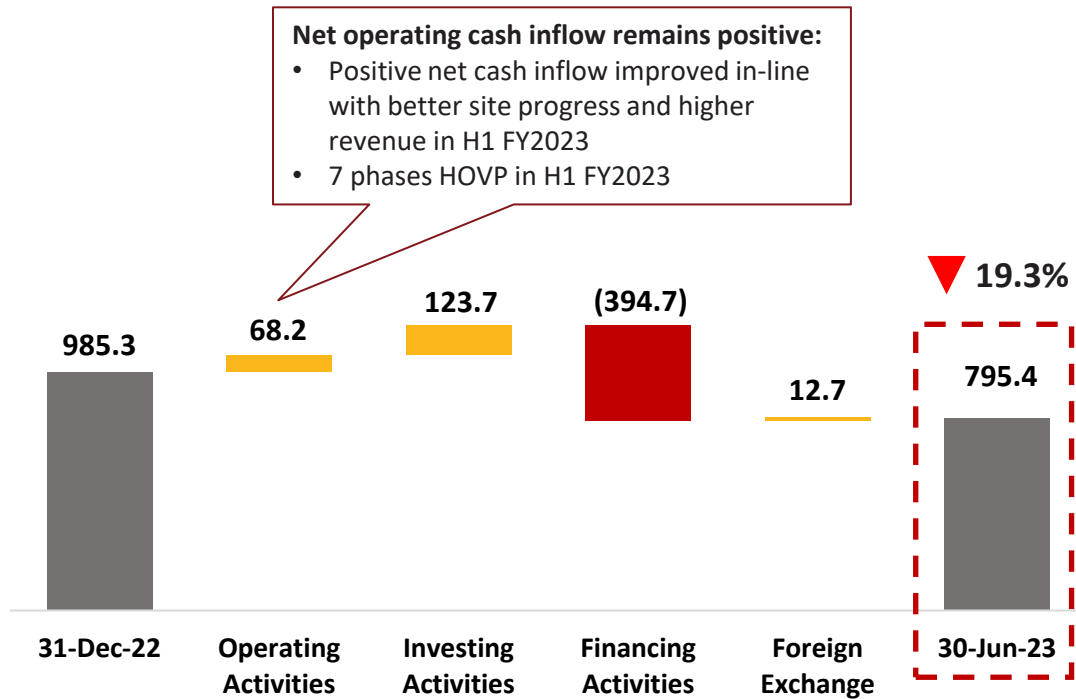 Net operating cash inflow remains positive:
• Positive net cash inflow improved in-line
with better site progress and higher
revenue in H1 FY2023
• 7 phases HOVP in H1 FY2023
19.3%
985.3
68.2
123.7
(394.7)
12.7
795.4
31-Dec-22
Operating
Activities
Investing
Activities
Financing
Activities
Foreign
Exchange
30-Jun-23